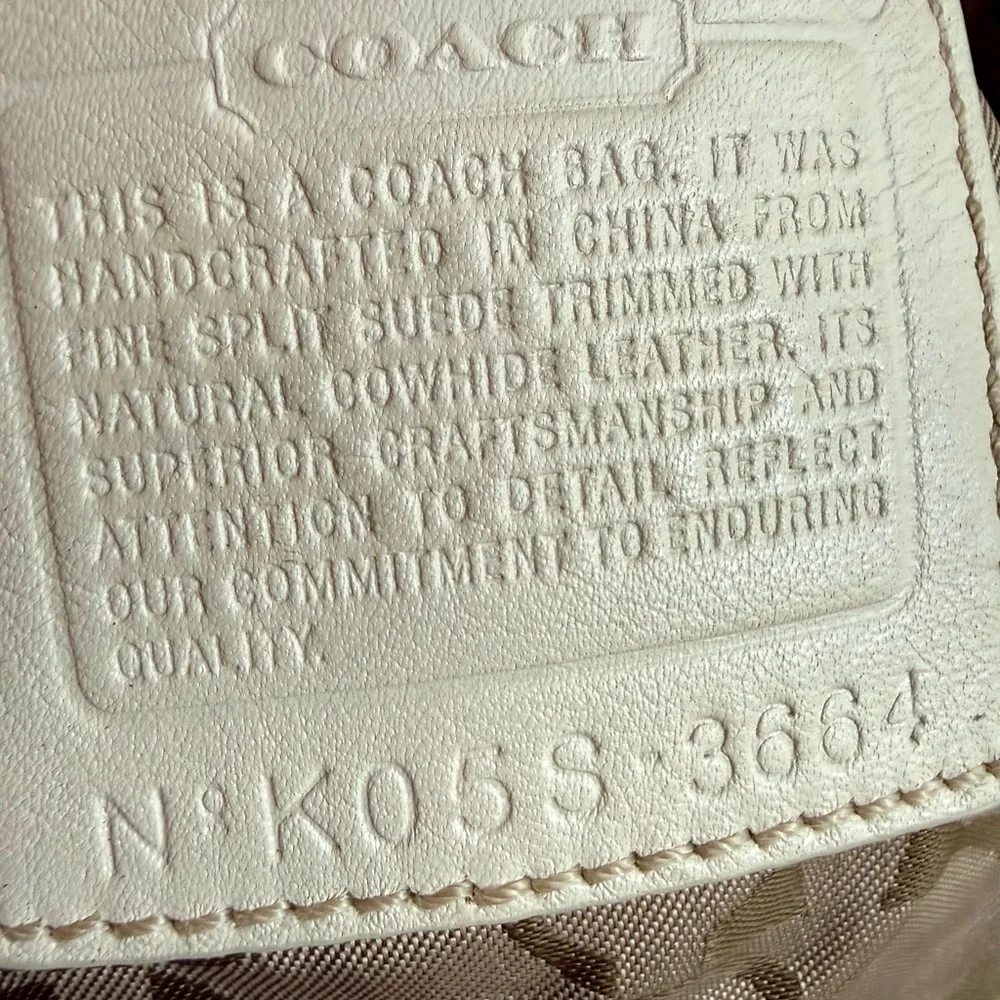 COACH
THIS IS A COACH BAG. IT WAS
HANDCRAFTED IN CHINA FROM
FINE SPLIT SUEDE TRIMMED WITH
NATURAL COWHIDE LEATHER. ITS
SUPERIOR CRAFTSMANSHIP AND
ATTENTION TO DETAIL REFLECT
OUR COMMITMENT TO ENDURING
QUALITY.
Nº K05S-3664